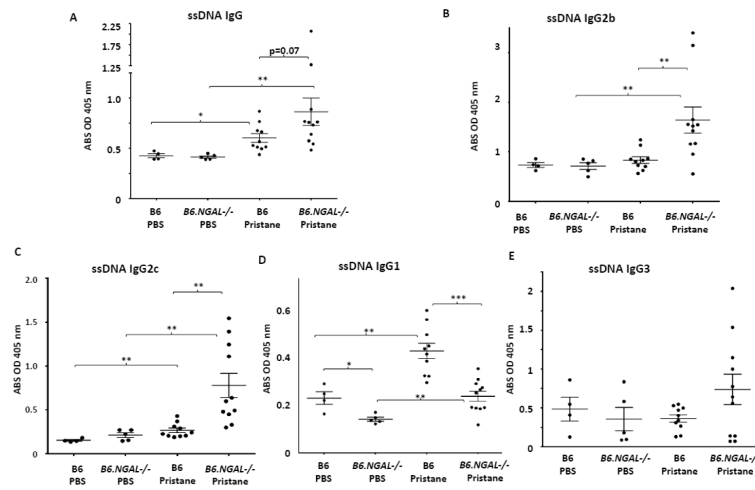 A
ssDNA IgG
ABS OD 405 nm
2.25
2.00
1.75
1.50
1.25
1.0
0.5
0
p=0.07
**
*
B6 PBS
B6.NGAL-/- PBS
B6 Pristane
B6.NGAL-/- Pristane
B
ssDNA IgG2b
ABS OD 405 nm
3
2
1
0
**
**
B6 PBS
B6.NGAL-/- PBS
B6 Pristane
B6.NGAL-/- Pristane
C
ssDNA IgG2c
ABS OD 405 nm
2.0
1.5
1.0
0.5
0
**
**
**
B6 PBS
B6.NGAL-/- PBS
B6 Pristane
B6.NGAL-/- Pristane
D
ssDNA IgG1
ABS OD 405 nm
0.6
0.4
0.2
0
***
**
*
**
B6 PBS
B6.NGAL-/- PBS
B6 Pristane
B6.NGAL-/- Pristane
E
ssDNA IgG3
ABS OD 405 nm
2
1.5
1
0.5
0
B6 PBS
B6.NGAL-/- PBS
B6 Pristane
B6.NGAL-/- Pristane